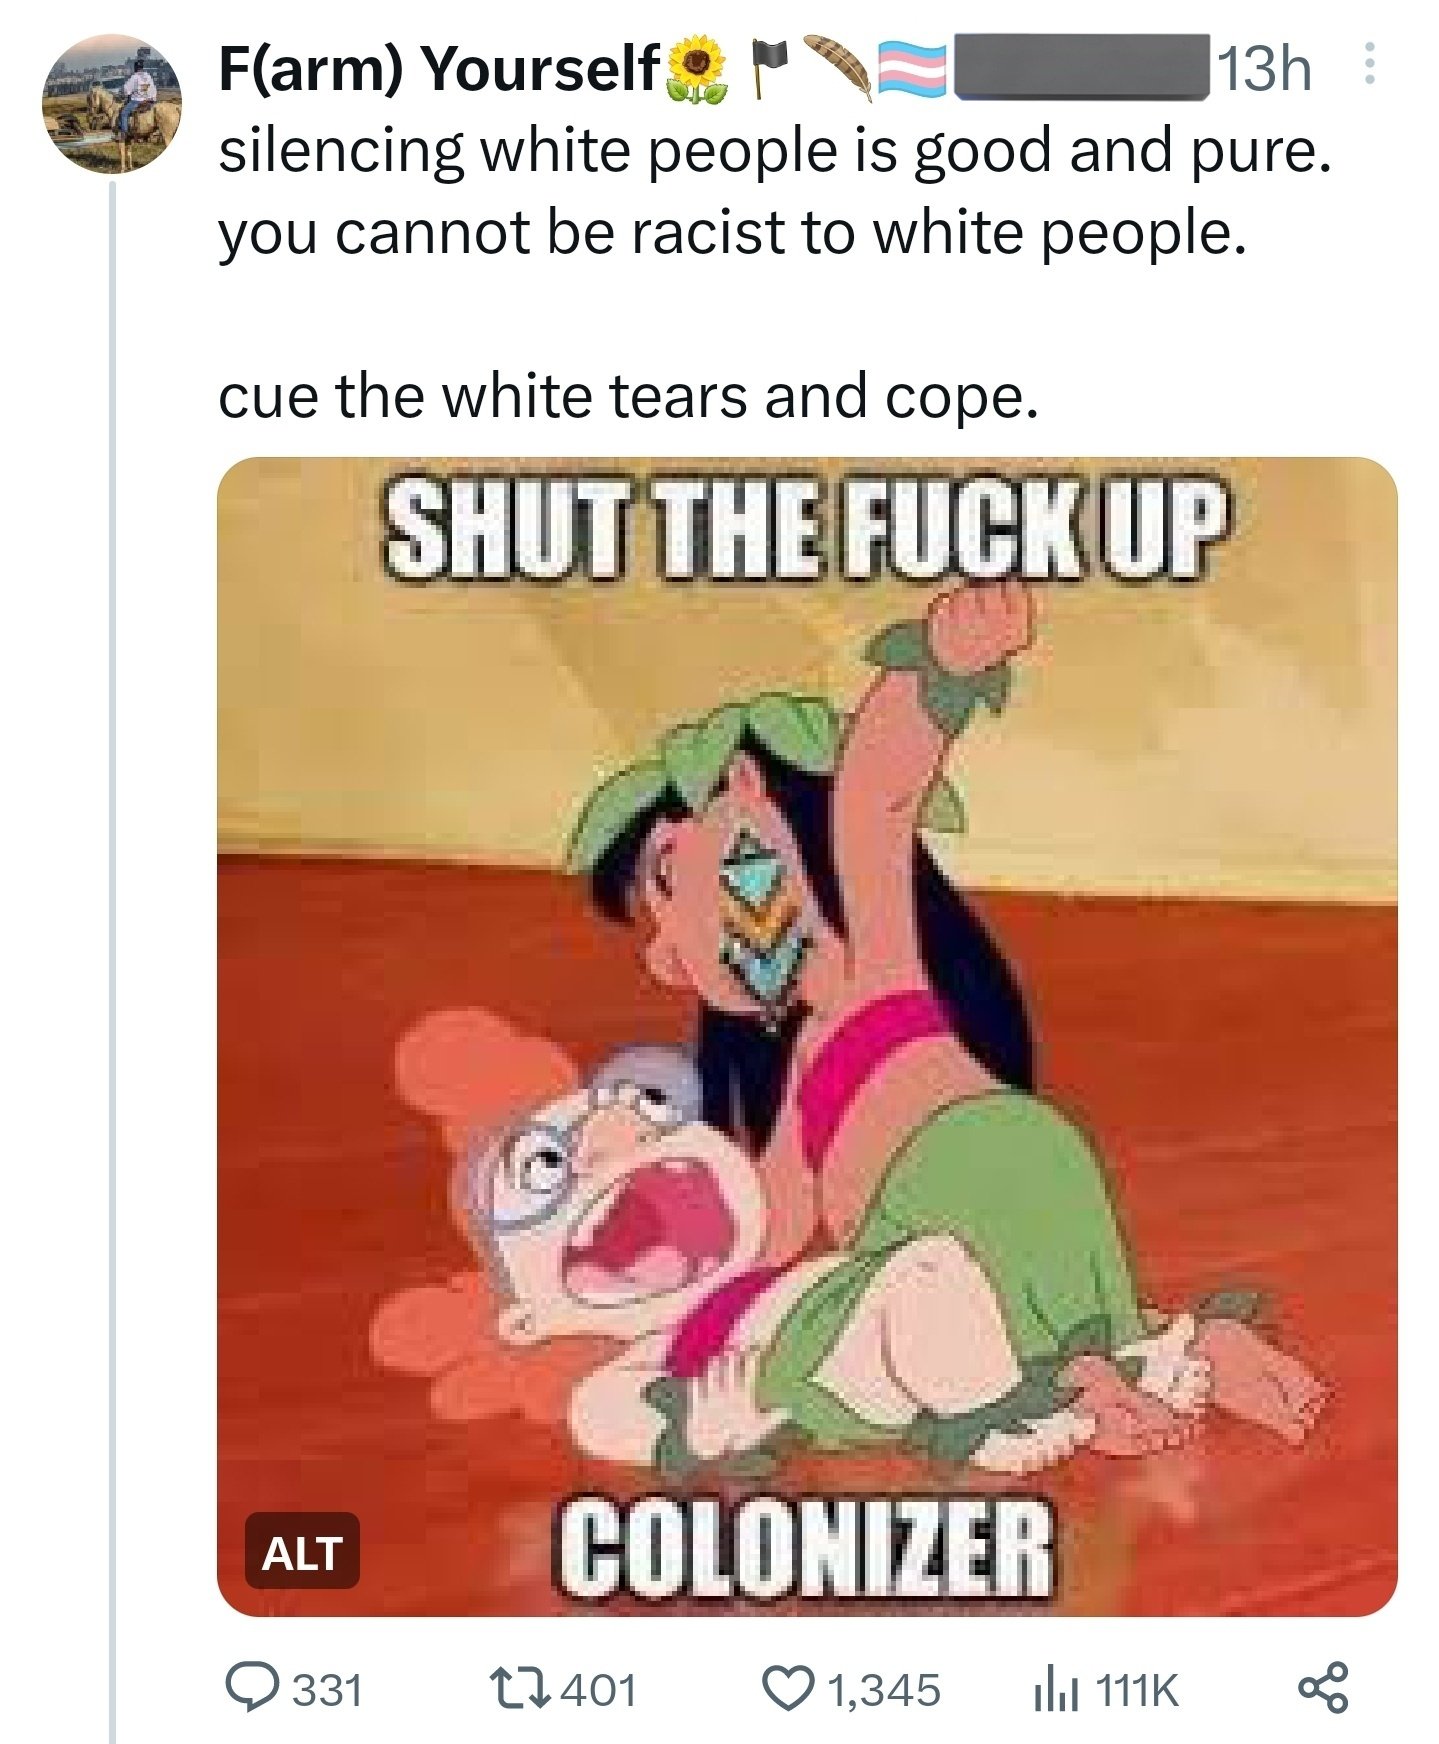 F(arm) Yourself🌻🏴🪶🏳️‍⚧️ 13h
silencing white people is good and pure.
you cannot be racist to white people.
cue the white tears and cope.
SHUT THE FUCK UP
COLONIZER
ALT
331 401 1,345 111K